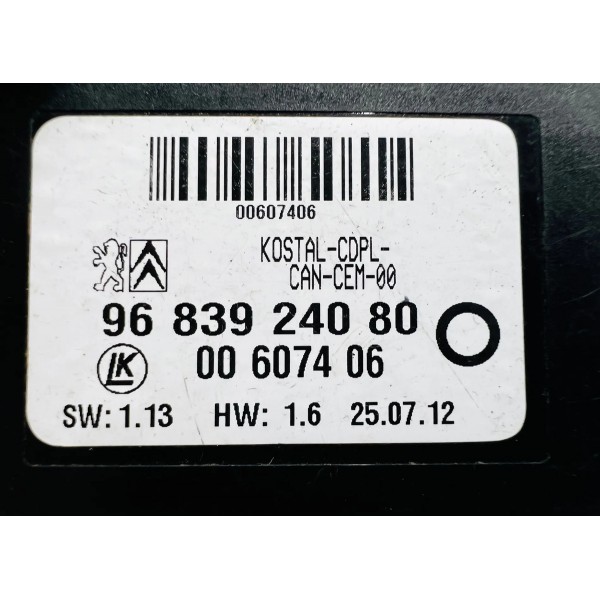 00607406
KOSTAL-CDPL-
CAN-CEM-00
96 839 240 80
LK
00 6074 06
SW: 1.13 HW: 1.6 25.07.12